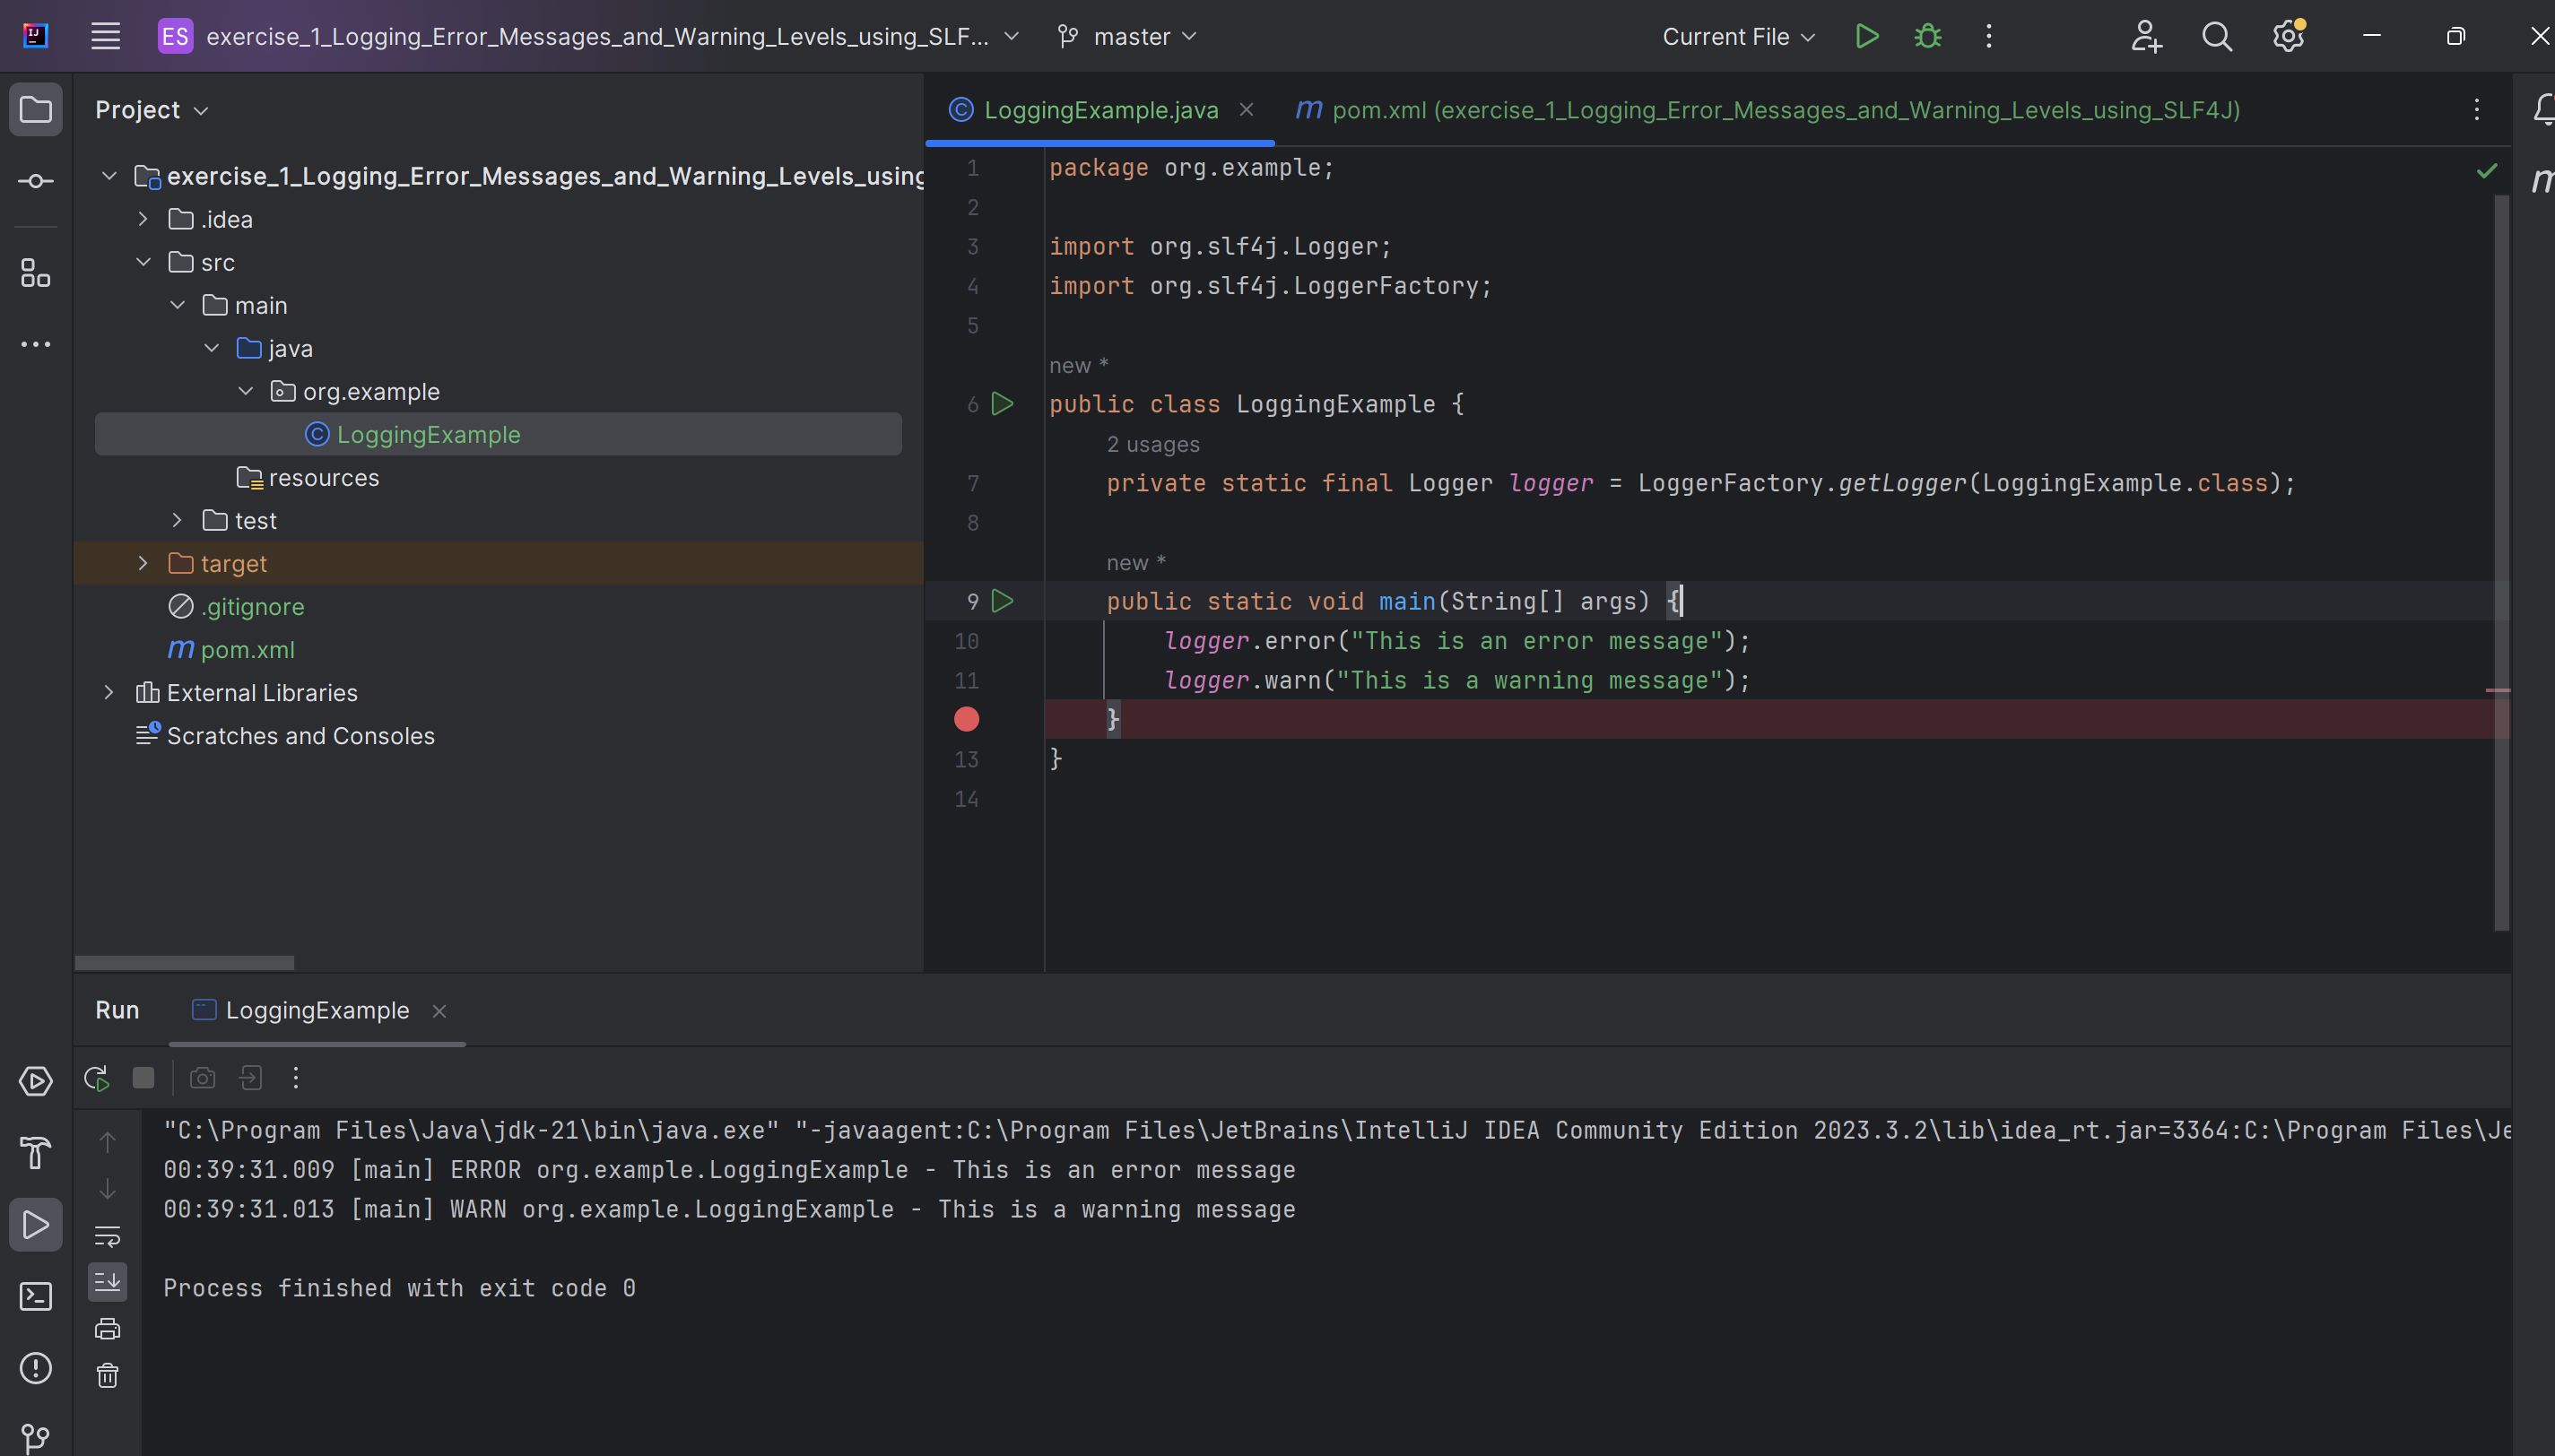 ES exercise_1_Logging_Error_Messages_and_Warning_Levels_using_SLF... master Current File
Project
exercise_1_Logging_Error_Messages_and_Warning_Levels_using
.idea
src
main
java
org.example
LoggingExample
resources
test
target
.gitignore
pom.xml
External Libraries
Scratches and Consoles
LoggingExample.java pom.xml (exercise_1_Logging_Error_Messages_and_Warning_Levels_using_SLF4J)
1 package org.example;
2
3 import org.slf4j.Logger;
4 import org.slf4j.LoggerFactory;
5
new *
6 public class LoggingExample {
2 usages
7 private static final Logger logger = LoggerFactory.getLogger(LoggingExample.class);
8
new *
9 public static void main(String[] args) {
10 logger.error("This is an error message");
11 logger.warn("This is a warning message");
}
13 }
14
Run LoggingExample
"C:\Program Files\Java\jdk-21\bin\java.exe" "-javaagent:C:\Program Files\JetBrains\IntelliJ IDEA Community Edition 2023.3.2\lib\idea_rt.jar=3364:C:\Program Files\Je
00:39:31.009 [main] ERROR org.example.LoggingExample - This is an error message
00:39:31.013 [main] WARN org.example.LoggingExample - This is a warning message
Process finished with exit code 0